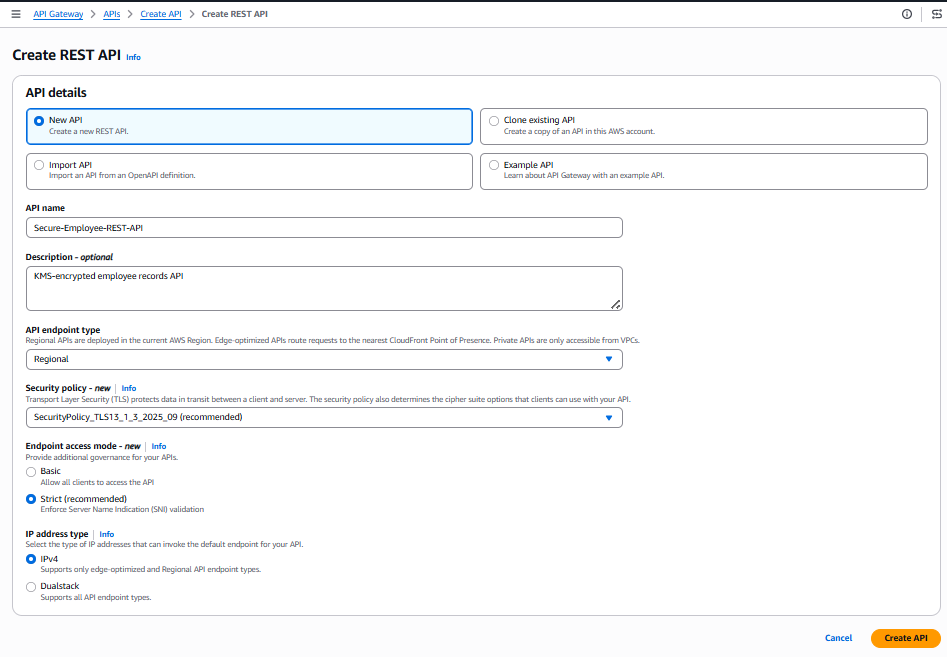 API Gateway > APIs > Create API > Create REST API
Create REST API Info
API details
New API
Create a new REST API.
Clone existing API
Create a copy of an API in this AWS account.
Import API
Import an API from an OpenAPI definition.
Example API
Learn about API Gateway with an example API.
API name
Secure-Employee-REST-API
Description - optional
KMS-encrypted employee records API
API endpoint type
Regional APIs are deployed in the current AWS Region. Edge-optimized APIs route requests to the nearest CloudFront Point of Presence. Private APIs are only accessible from VPCs.
Regional
Security policy - new | Info
Transport Layer Security (TLS) protects data in transit between a client and server. The security policy also determines the cipher suite options that clients can use with your API.
SecurityPolicy_TLS13_1_3_2025_09 (recommended)
Endpoint access mode - new | Info
Provide additional governance for your APIs.
Basic
Allow all clients to access the API
Strict (recommended)
Enforce Server Name Indication (SNI) validation
IP address type | Info
Select the type of IP addresses that can invoke the default endpoint for your API.
IPv4
Supports only edge-optimized and Regional API endpoint types.
Dualstack
Supports all API endpoint types.
Cancel
Create API